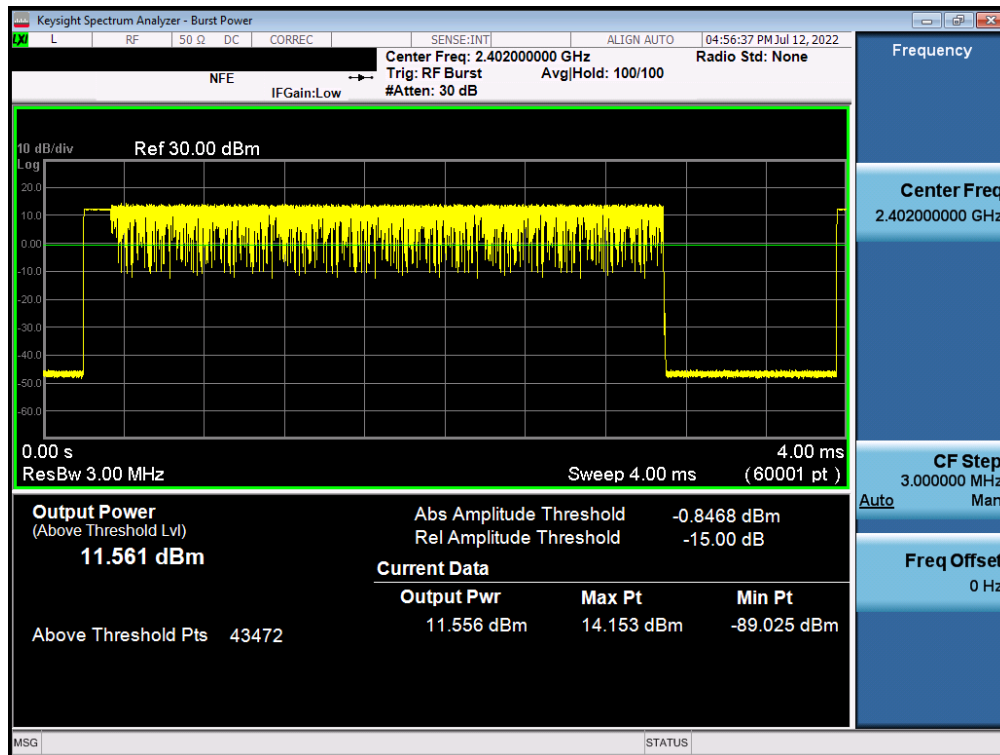 Keysight Spectrum Analyzer - Burst Power
LXI L RF 50 Ω DC CORREC SENSE:INT ALIGN AUTO 04:56:37 PM Jul 12, 2022
Frequency
Center Freq: 2.402000000 GHz Radio Std: None
NFE Trig: RF Burst Avg|Hold: 100/100
IFGain:Low #Atten: 30 dB
10 dB/div Ref 30.00 dBm
Log
20.0
10.0
0.00
-10.0
-20.0
-30.0
-40.0
-50.0
-60.0
0.00 s 4.00 ms
ResBw 3.00 MHz Sweep 4.00 ms (60001 pt )
Output Power
(Above Threshold Lvl)
11.561 dBm
Above Threshold Pts 43472
Abs Amplitude Threshold -0.8468 dBm
Rel Amplitude Threshold -15.00 dB
Current Data
Output Pwr Max Pt Min Pt
11.556 dBm 14.153 dBm -89.025 dBm
Center Freq
2.402000000 GHz
CF Step
3.000000 MHz
Auto Man
Freq Offset
0 Hz
MSG STATUS